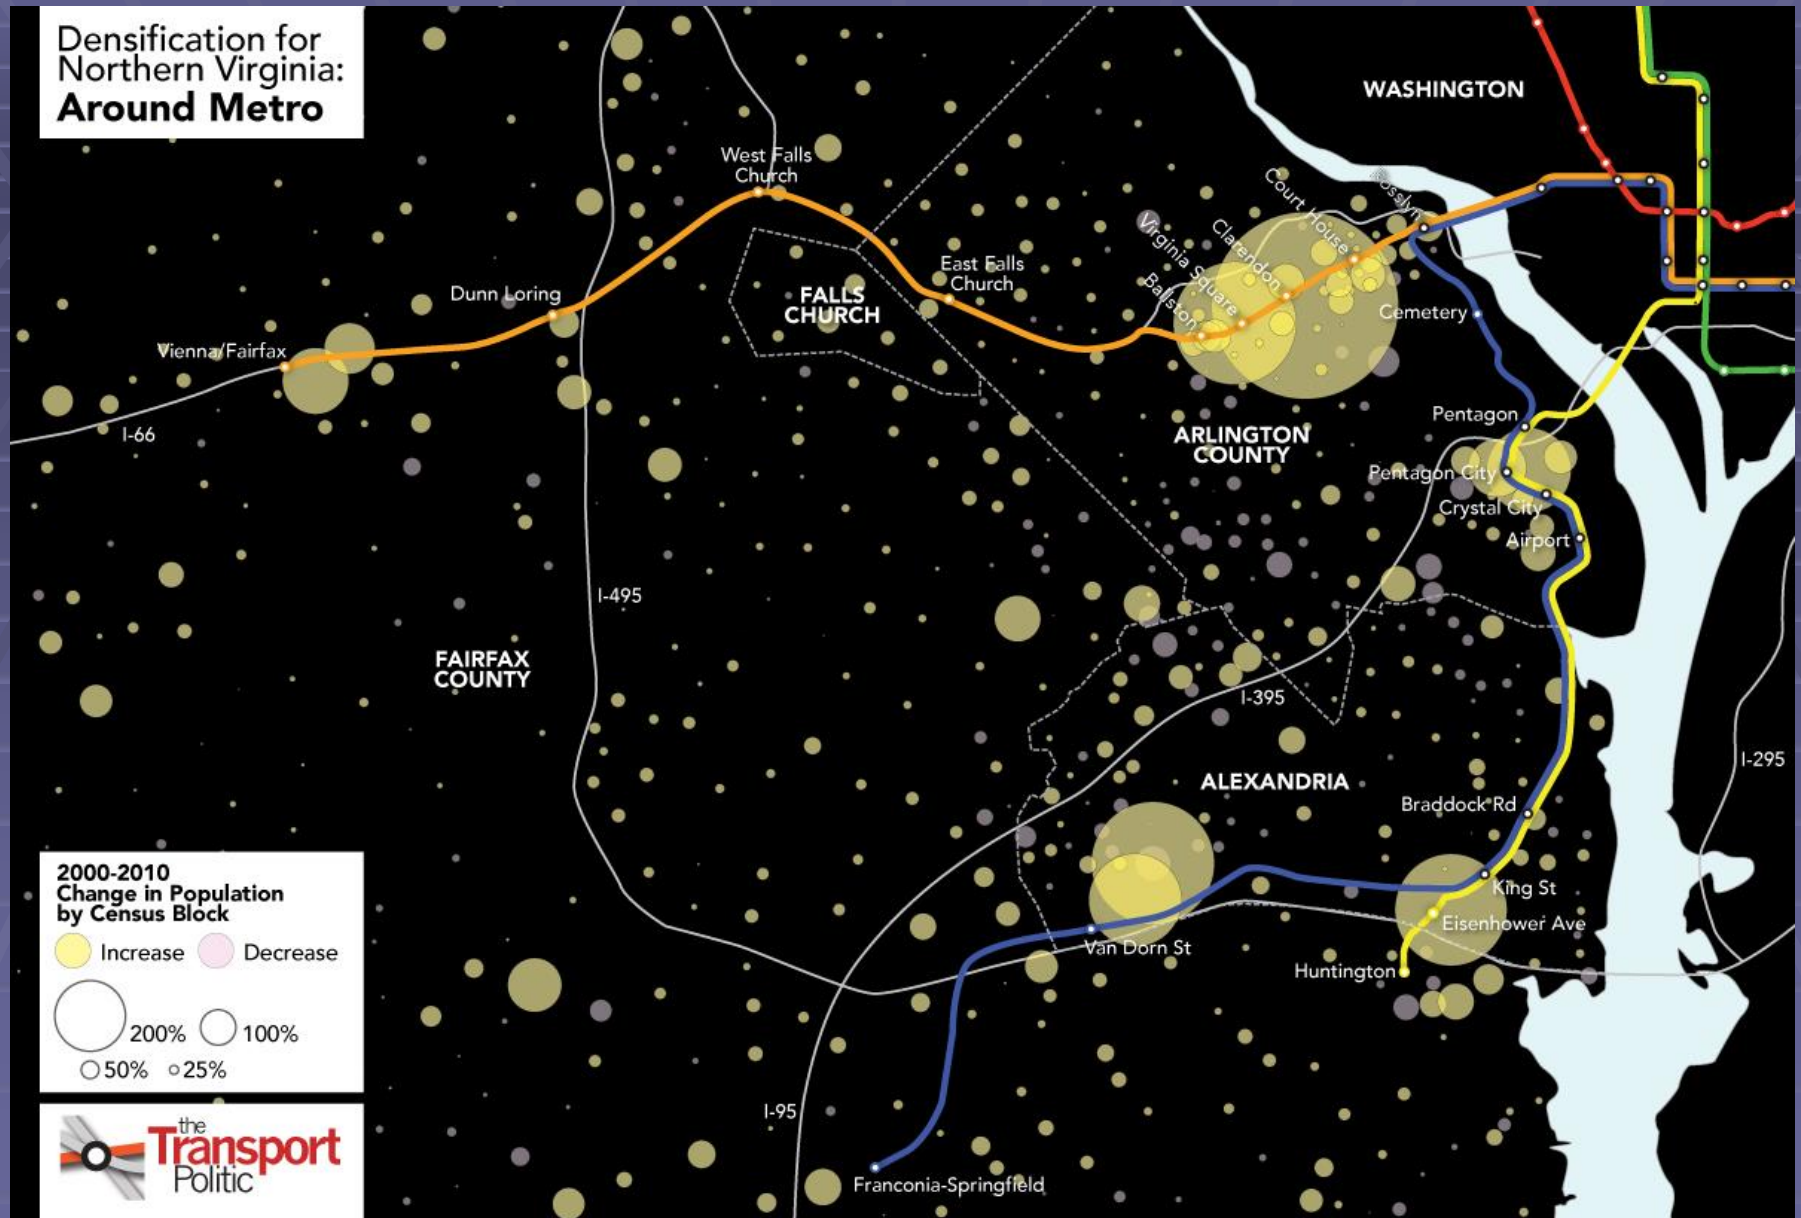 Densification for
Northern Virginia:
Around Metro
WASHINGTON
West Falls
Church
Court House
Rosslyn
Clarendon
Virginia Square
Ballston
East Falls
Church
Dunn Loring
FALLS
CHURCH
Cemetery
Vienna/Fairfax
I-66
Pentagon
ARLINGTON
COUNTY
Pentagon City
Crystal City
Airport
I-495
FAIRFAX
COUNTY
I-395
I-295
ALEXANDRIA
Braddock Rd
King St
Eisenhower Ave
Van Dorn St
Huntington
2000-2010
Change in Population
by Census Block
Increase
Decrease
200%
100%
50%
25%
I-95
the
Transport
Politic
Franconia-Springfield